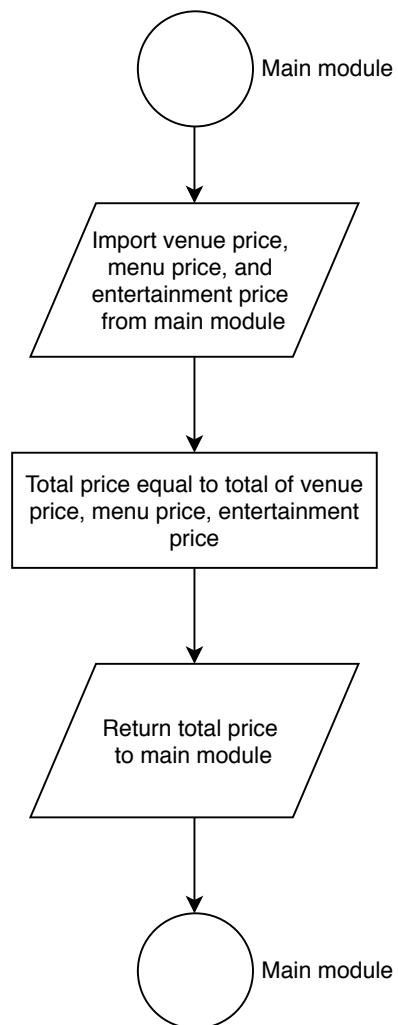 Main module
Import venue price,
menu price, and
entertainment price
from main module
Total price equal to total of venue
price, menu price, entertainment
price
Return total price
to main module
Main module